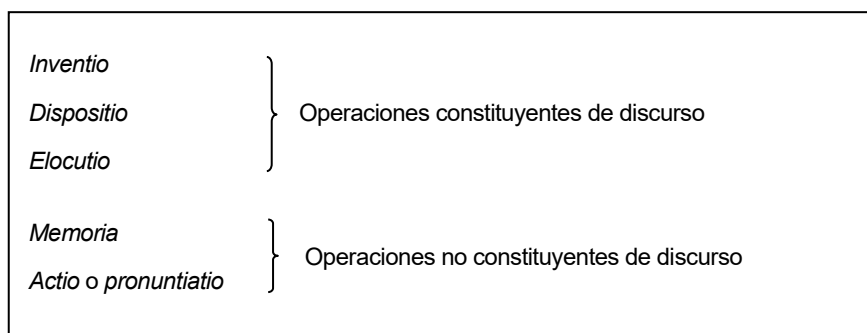 Inventio
Dispositio
Operaciones constituyentes de discurso
Elocutio
Memoria
Operaciones no constituyentes de discurso
Actio o pronuntiatio